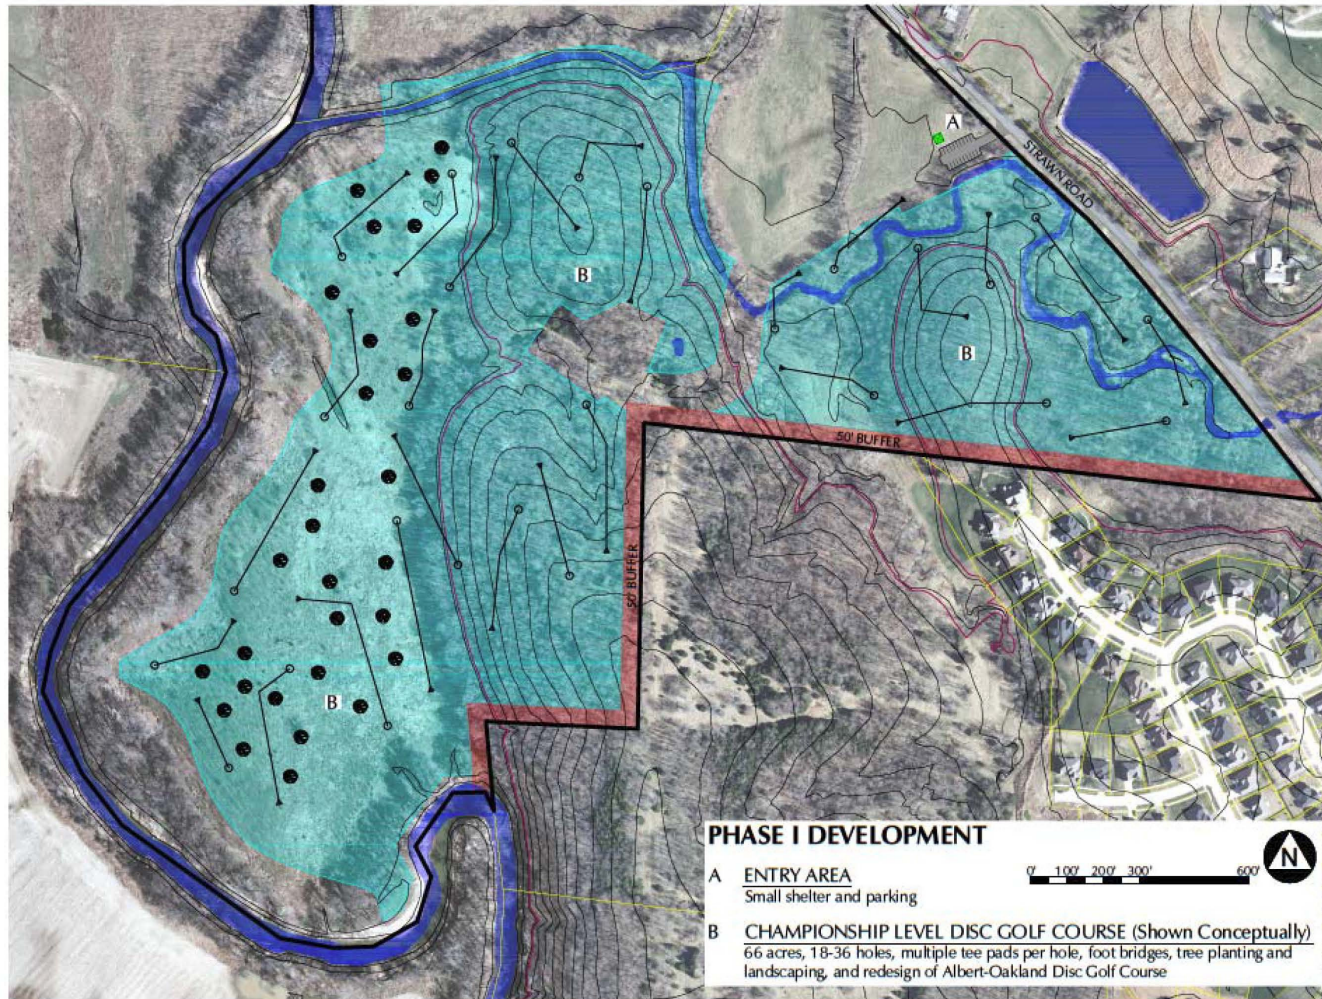 A
STRAWN ROAD
B
B
50' BUFFER
50' BUFFER
B
PHASE I DEVELOPMENT
A ENTRY AREA
Small shelter and parking
0' 100' 200' 300' 600'
N
B CHAMPIONSHIP LEVEL DISC GOLF COURSE (Shown Conceptually)
66 acres, 18-36 holes, multiple tee pads per hole, foot bridges, tree planting and
landscaping, and redesign of Albert-Oakland Disc Golf Course